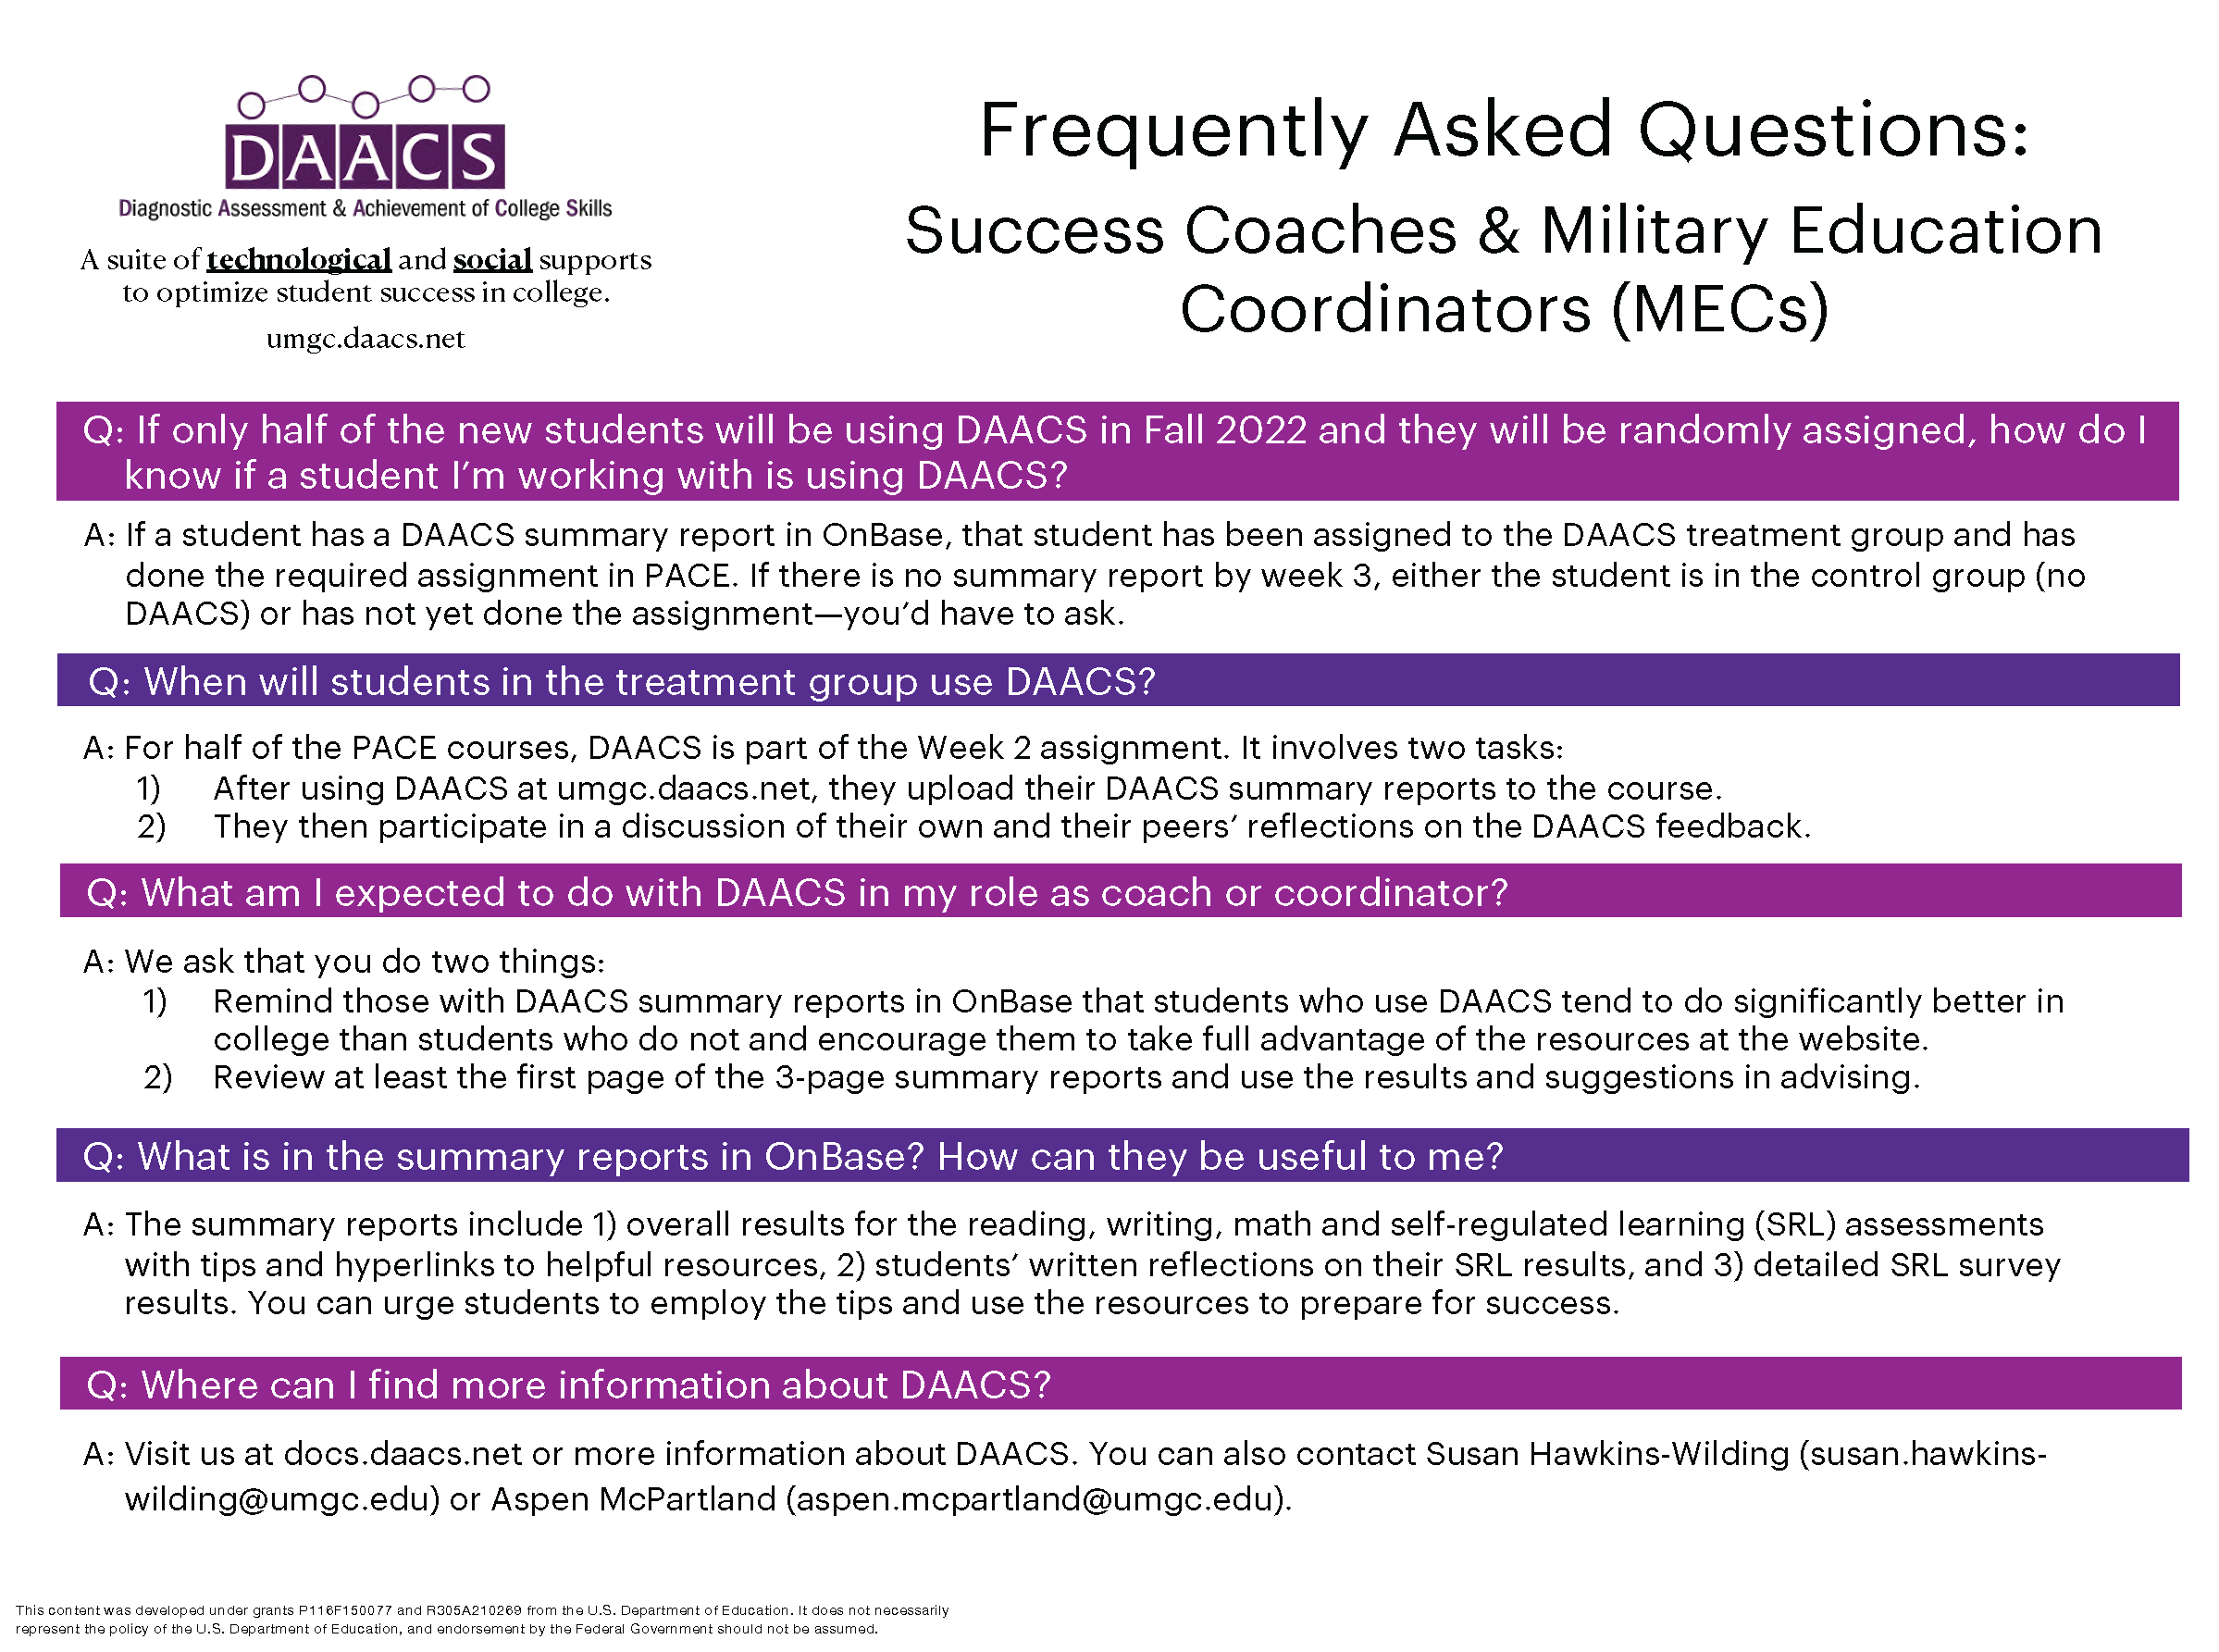 DAACS
Diagnostic Assessment & Achievement of College Skills
A suite of technological and social supports
to optimize student success in college.
umgc.daacs.net
Frequently Asked Questions:
Success Coaches & Military Education
Coordinators (MECs)
Q: If only half of the new students will be using DAACS in Fall 2022 and they will be randomly assigned, how do I
know if a student I’m working with is using DAACS?
A: If a student has a DAACS summary report in OnBase, that student has been assigned to the DAACS treatment group and has
done the required assignment in PACE. If there is no summary report by week 3, either the student is in the control group (no
DAACS) or has not yet done the assignment—you’d have to ask.
Q: When will students in the treatment group use DAACS?
A: For half of the PACE courses, DAACS is part of the Week 2 assignment. It involves two tasks:
1) After using DAACS at umgc.daacs.net, they upload their DAACS summary reports to the course.
2) They then participate in a discussion of their own and their peers’ reflections on the DAACS feedback.
Q: What am I expected to do with DAACS in my role as coach or coordinator?
A: We ask that you do two things:
1) Remind those with DAACS summary reports in OnBase that students who use DAACS tend to do significantly better in
college than students who do not and encourage them to take full advantage of the resources at the website.
2) Review at least the first page of the 3-page summary reports and use the results and suggestions in advising.
Q: What is in the summary reports in OnBase? How can they be useful to me?
A: The summary reports include 1) overall results for the reading, writing, math and self-regulated learning (SRL) assessments
with tips and hyperlinks to helpful resources, 2) students’ written reflections on their SRL results, and 3) detailed SRL survey
results. You can urge students to employ the tips and use the resources to prepare for success.
Q: Where can I find more information about DAACS?
A: Visit us at docs.daacs.net or more information about DAACS. You can also contact Susan Hawkins-Wilding (susan.hawkins-
wilding@umgc.edu) or Aspen McPartland (aspen.mcpartland@umgc.edu).
This content was developed under grants P116F150077 and R305A210269 from the U.S. Department of Education. It does not necessarily
represent the policy of the U.S. Department of Education, and endorsement by the Federal Government should not be assumed.